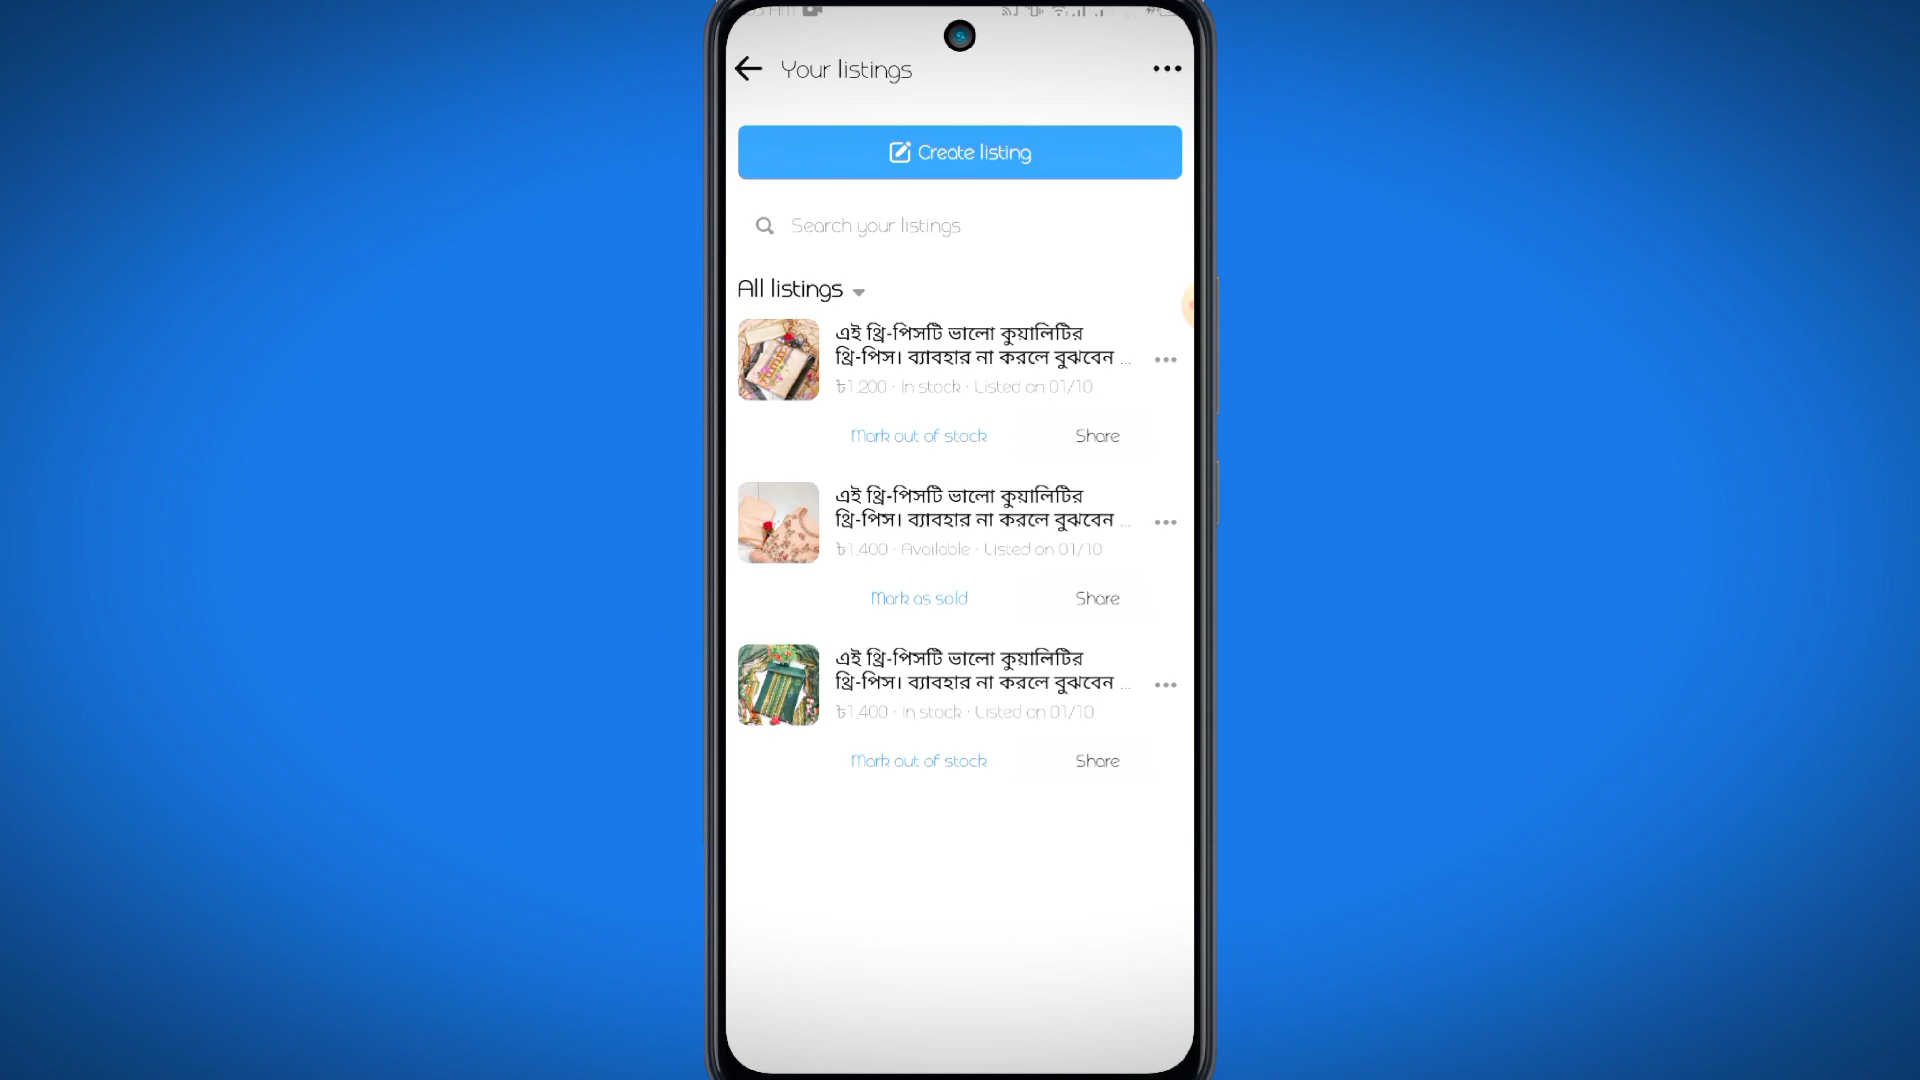 Your listings
Create listing
Search your listings
All listings
এই থ্রি-পিসটি ভালো কুয়ালিটির
থ্রি-পিস। ব্যাবহার না করলে বুঝবেন ...
৳1,200 · In stock · Listed on 01/10
Mark out of stock
Share
এই থ্রি-পিসটি ভালো কুয়ালিটির
থ্রি-পিস। ব্যাবহার না করলে বুঝবেন ...
৳1,400 · Available · Listed on 01/10
Mark as sold
Share
এই থ্রি-পিসটি ভালো কুয়ালিটির
থ্রি-পিস। ব্যাবহার না করলে বুঝবেন ...
৳1,400 · In stock · Listed on 01/10
Mark out of stock
Share